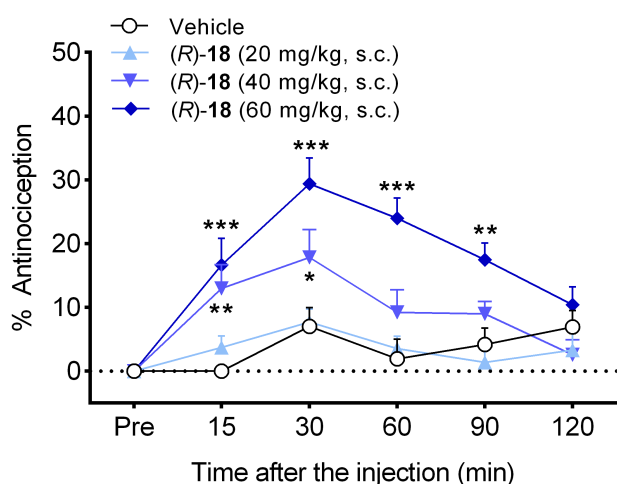 Vehicle
(R)-18 (20 mg/kg, s.c.)
(R)-18 (40 mg/kg, s.c.)
(R)-18 (60 mg/kg, s.c.)
% Antinociception
50
40
30
20
10
0
***
***
***
**
**
*
Pre 15 30 60 90 120
Time after the injection (min)